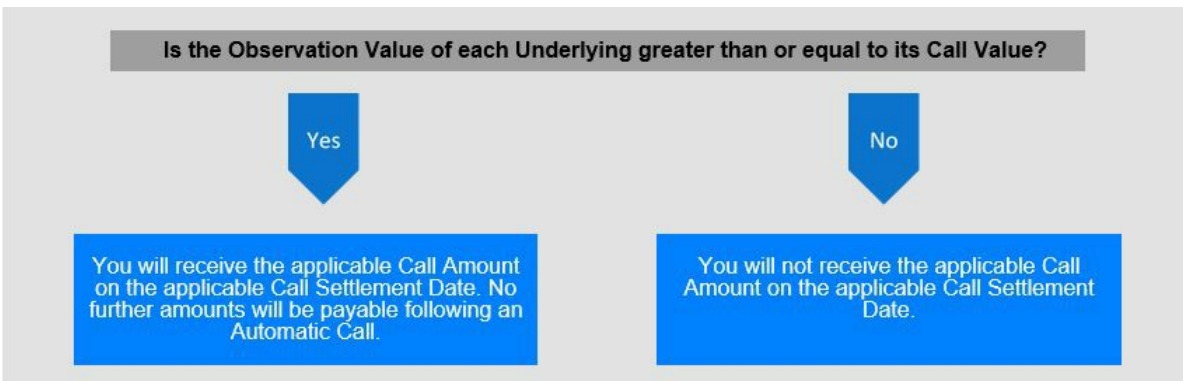 Is the Observation Value of each Underlying greater than or equal to its Call Value?
Yes
No
You will receive the applicable Call Amount
on the applicable Call Settlement Date. No
further amounts will be payable following an
Automatic Call.
You will not receive the applicable Call
Amount on the applicable Call Settlement
Date.